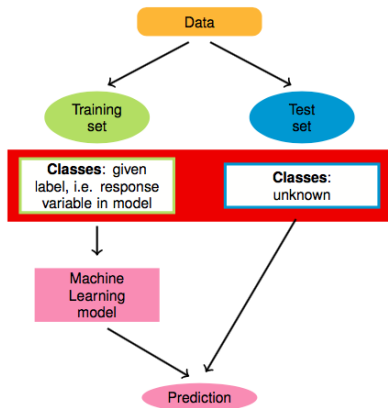 Data
Training
set
Test
set
Classes: given
label, i.e. response
variable in model
Classes:
unknown
Machine
Learning
model
Prediction